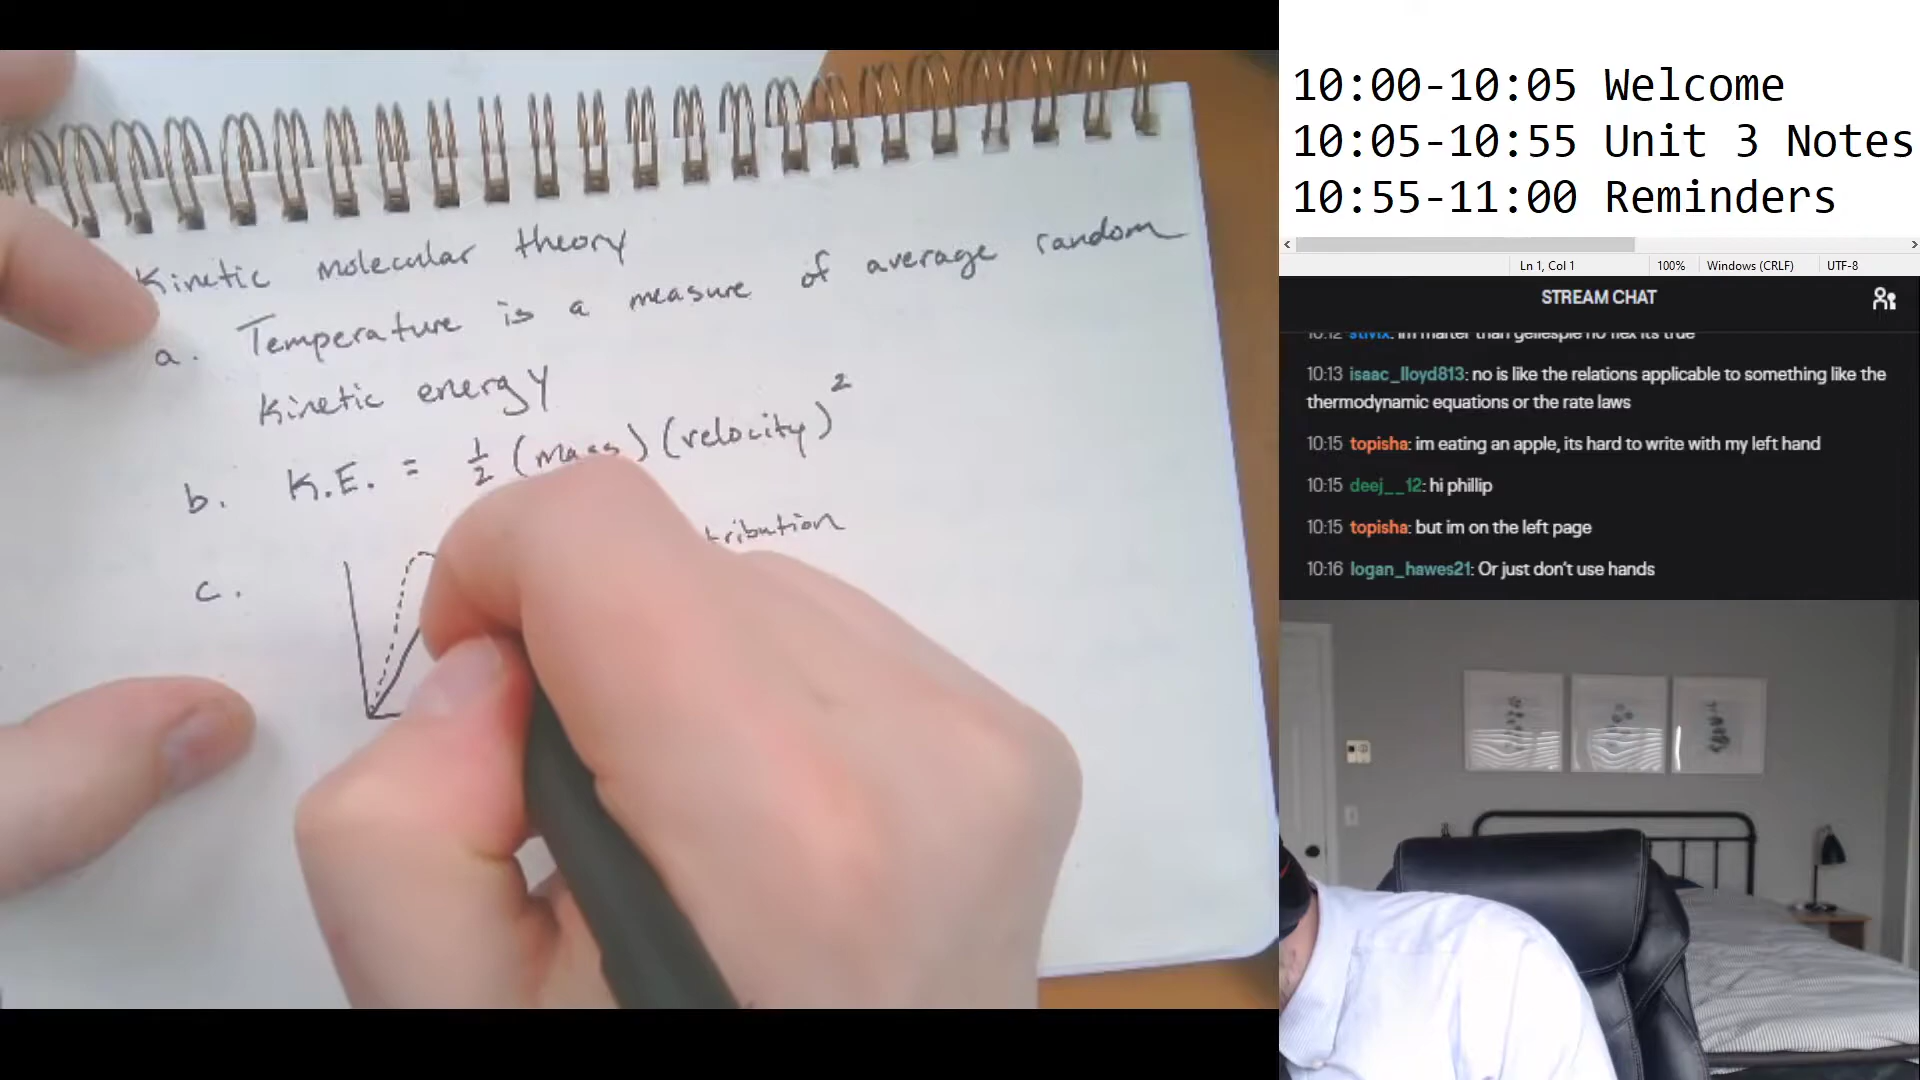 Kinetic molecular theory
a. Temperature is a measure of average random
Kinetic energy
b. K.E. = 1/2 (mass) (velocity)²
tribution
c.
10:00-10:05 Welcome
10:05-10:55 Unit 3 Notes
10:55-11:00 Reminders
Ln 1, Col 1 100% Windows (CRLF) UTF-8
STREAM CHAT
10:13 isaac_lloyd813: no is like the relations applicable to something like the
thermodynamic equations or the rate laws
10:15 topisha: im eating an apple, its hard to write with my left hand
10:15 deej__12: hi phillip
10:15 topisha: but im on the left page
10:16 logan_hawes21: Or just don't use hands